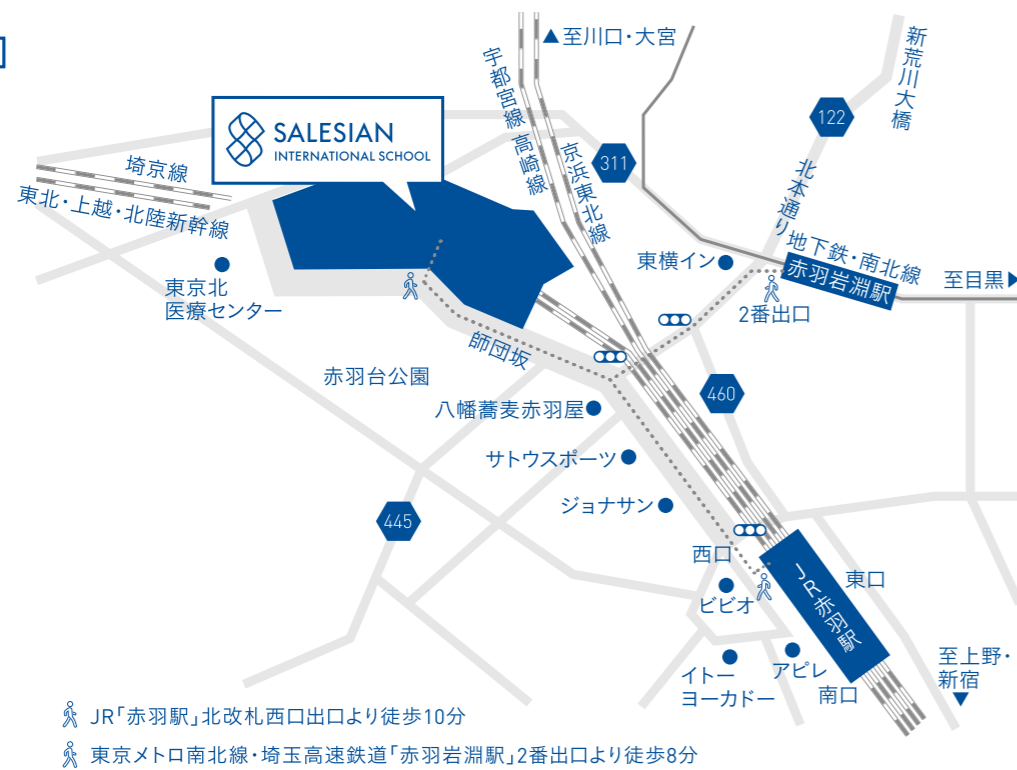 ▲至川口・大宮
新荒川大橋
宇都宮線
高崎線
京浜東北線
122
311
SALESIAN
INTERNATIONAL SCHOOL
埼京線
東北・上越・北陸新幹線
北本通り
地下鉄・南北線
東横イン
赤羽岩淵駅
至目黒▶
2番出口
東京北
医療センター
師団坂
赤羽台公園
460
八幡蕎麦赤羽屋
サトウスポーツ
ジョナサン
445
西口
JR赤羽駅
東口
ビビオ
イトー
ヨーカドー
アピレ
南口
至上野・
新宿
▼
JR「赤羽駅」北改札西口出口より徒歩10分
東京メトロ南北線・埼玉高速鉄道「赤羽岩淵駅」2番出口より徒歩8分